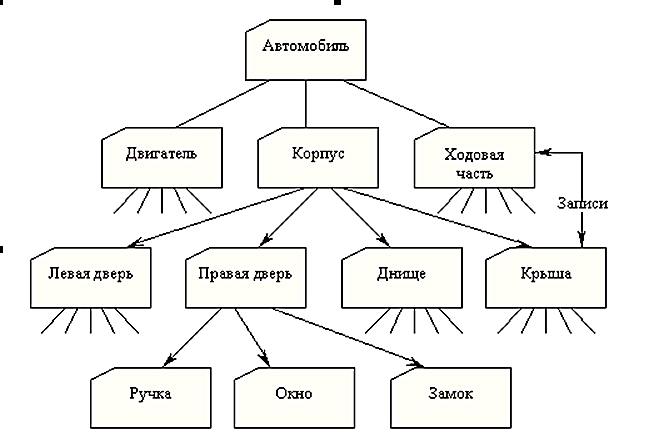 Автомобиль
Двигатель
Корпус
Ходовая
часть
Записи
Левая дверь
Правая дверь
Днище
Крыша
Ручка
Окно
Замок